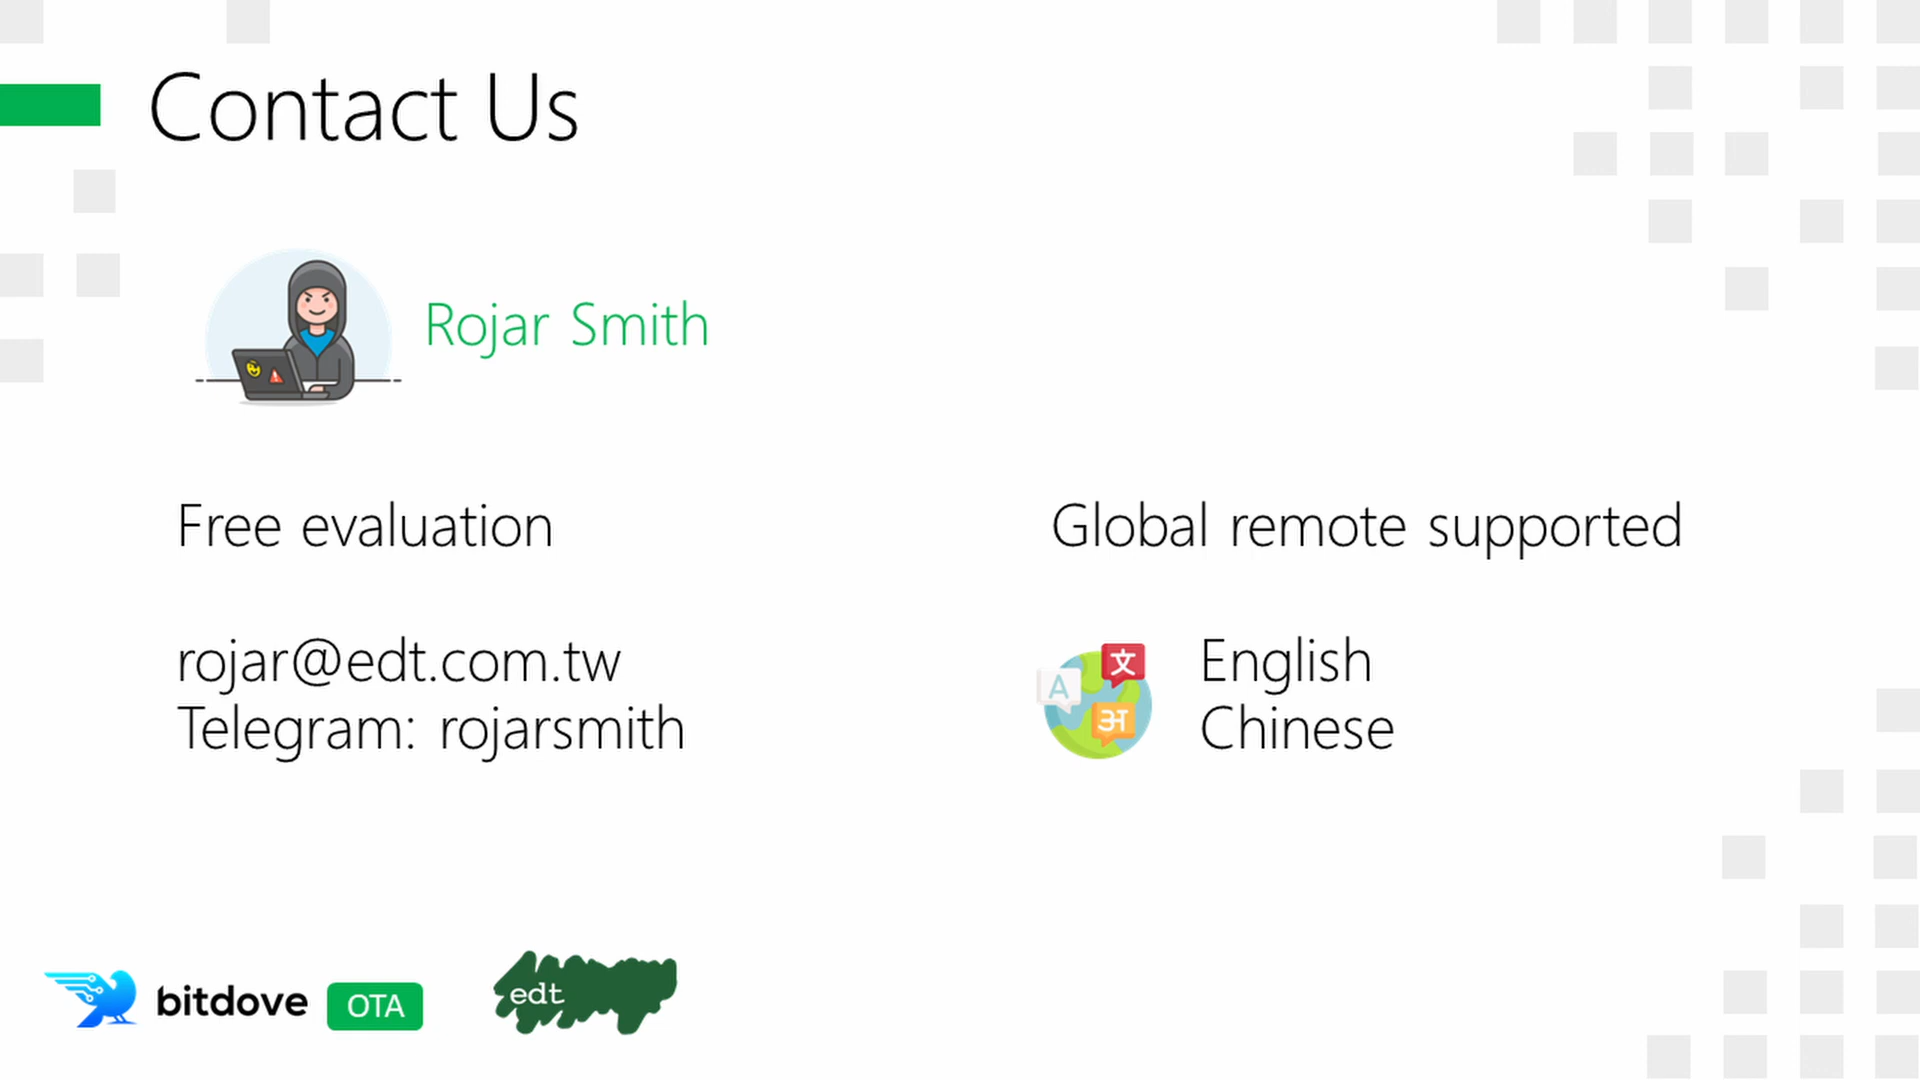 Contact Us
Rojar Smith
Free evaluation
Global remote supported
rojar@edt.com.tw
Telegram: rojarsmith
A
文
अ
English
Chinese
bitdove
OTA
edt